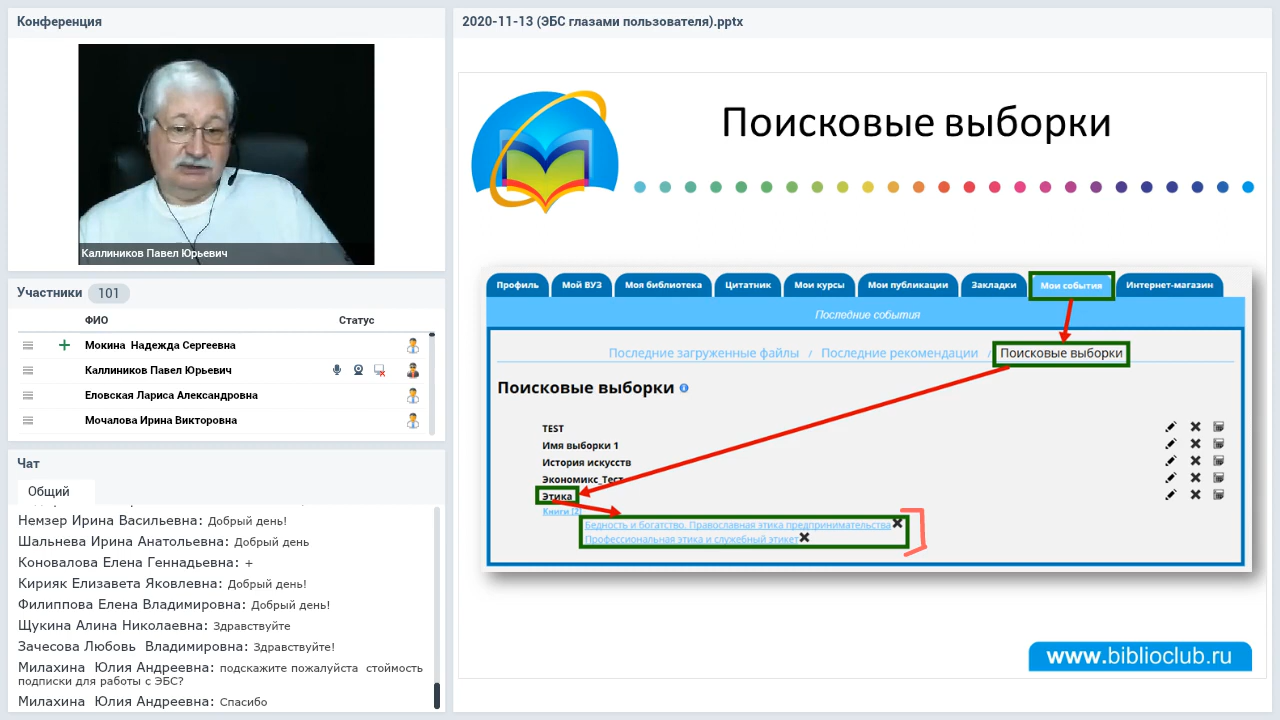 Конференция
Каллиников Павел Юрьевич
Участники 101
ФИО Статус
Мокина Надежда Сергеевна
Каллиников Павел Юрьевич
Еловская Лариса Александровна
Мочалова Ирина Викторовна
Чат
Общий
Немзер Ирина Васильевна: Добрый день!
Шальнева Ирина Анатольевна: Добрый день
Коновалова Елена Геннадьевна: +
Кирияк Елизавета Яковлевна: Добрый день!
Филиппова Елена Владимировна: Добрый день!
Щукина Алина Николаевна: Здравствуйте
Зачесова Любовь Владимировна: Здравствуйте!
Милахина Юлия Андреевна: подскажите пожалуйста стоимость
подписки для работы с ЭБС?
Милахина Юлия Андреевна: Спасибо
2020-11-13 (ЭБС глазами пользователя).pptx
Поисковые выборки
Профиль Мой ВУЗ Моя библиотека Цитатник Мои курсы Мои публикации Закладки Мои события Интернет-магазин
Последние события
Последние загруженные файлы / Последние рекомендации / Поисковые выборки
Поисковые выборки
TEST
Имя выборки 1
История искусств
Экономикс_Тест
Этика
Книги (2)
Бедность и богатство. Православная этика предпринимательства
Профессиональная этика и служебный этикет
www.biblioclub.ru